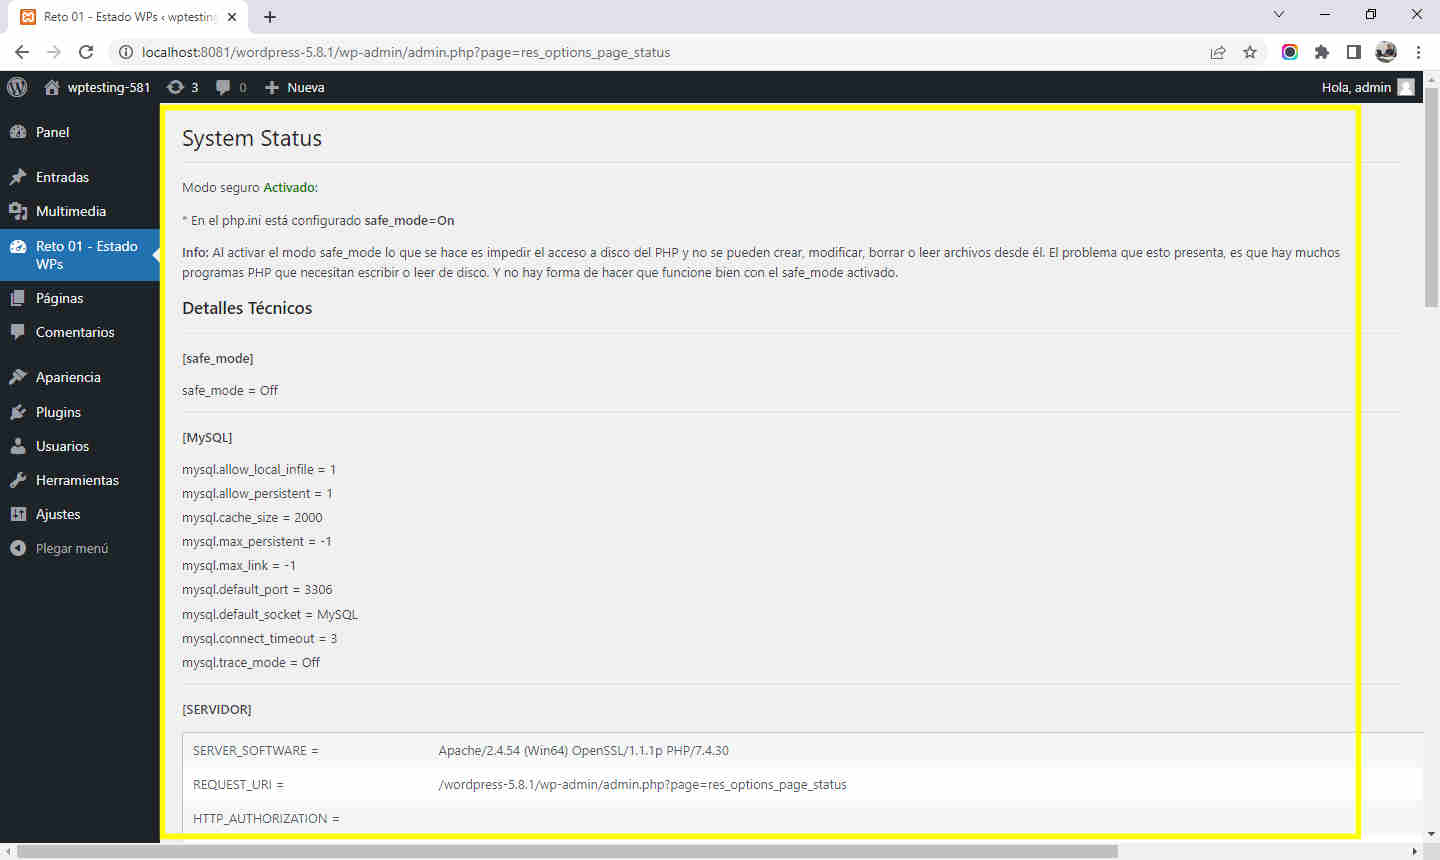 Reto 01 - Estado WPs ‹ wptestin
localhost:8081/wordpress-5.8.1/wp-admin/admin.php?page=res_options_page_status
wptesting-581 3 0 Nueva Hola, admin
Panel
Entradas
Multimedia
Reto 01 - Estado
WPs
Páginas
Comentarios
Apariencia
Plugins
Usuarios
Herramientas
Ajustes
Plegar menú
System Status
Modo seguro Activado:
* En el php.ini está configurado safe_mode=On
Info: Al activar el modo safe_mode lo que se hace es impedir el acceso a disco del PHP y no se pueden crear, modificar, borrar o leer archivos desde él. El problema que esto presenta, es que hay muchos
programas PHP que necesitan escribir o leer de disco. Y no hay forma de hacer que funcione bien con el safe_mode activado.
Detalles Técnicos
[safe_mode]
safe_mode = Off
[MySQL]
mysql.allow_local_infile = 1
mysql.allow_persistent = 1
mysql.cache_size = 2000
mysql.max_persistent = -1
mysql.max_link = -1
mysql.default_port = 3306
mysql.default_socket = MySQL
mysql.connect_timeout = 3
mysql.trace_mode = Off
[SERVIDOR]
SERVER_SOFTWARE = Apache/2.4.54 (Win64) OpenSSL/1.1.1p PHP/7.4.30
REQUEST_URI = /wordpress-5.8.1/wp-admin/admin.php?page=res_options_page_status
HTTP_AUTHORIZATION =